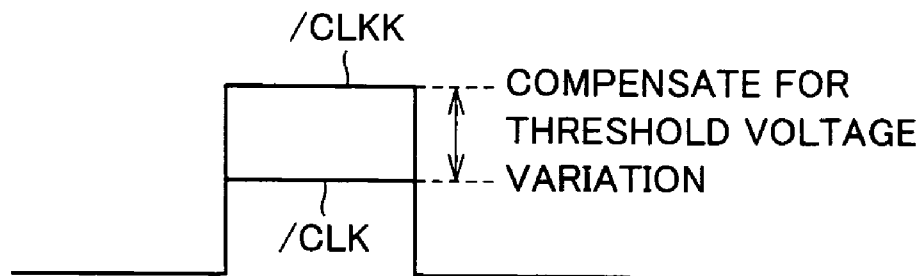 /CLKK
COMPENSATE FOR
THRESHOLD VOLTAGE
VARIATION
/CLK